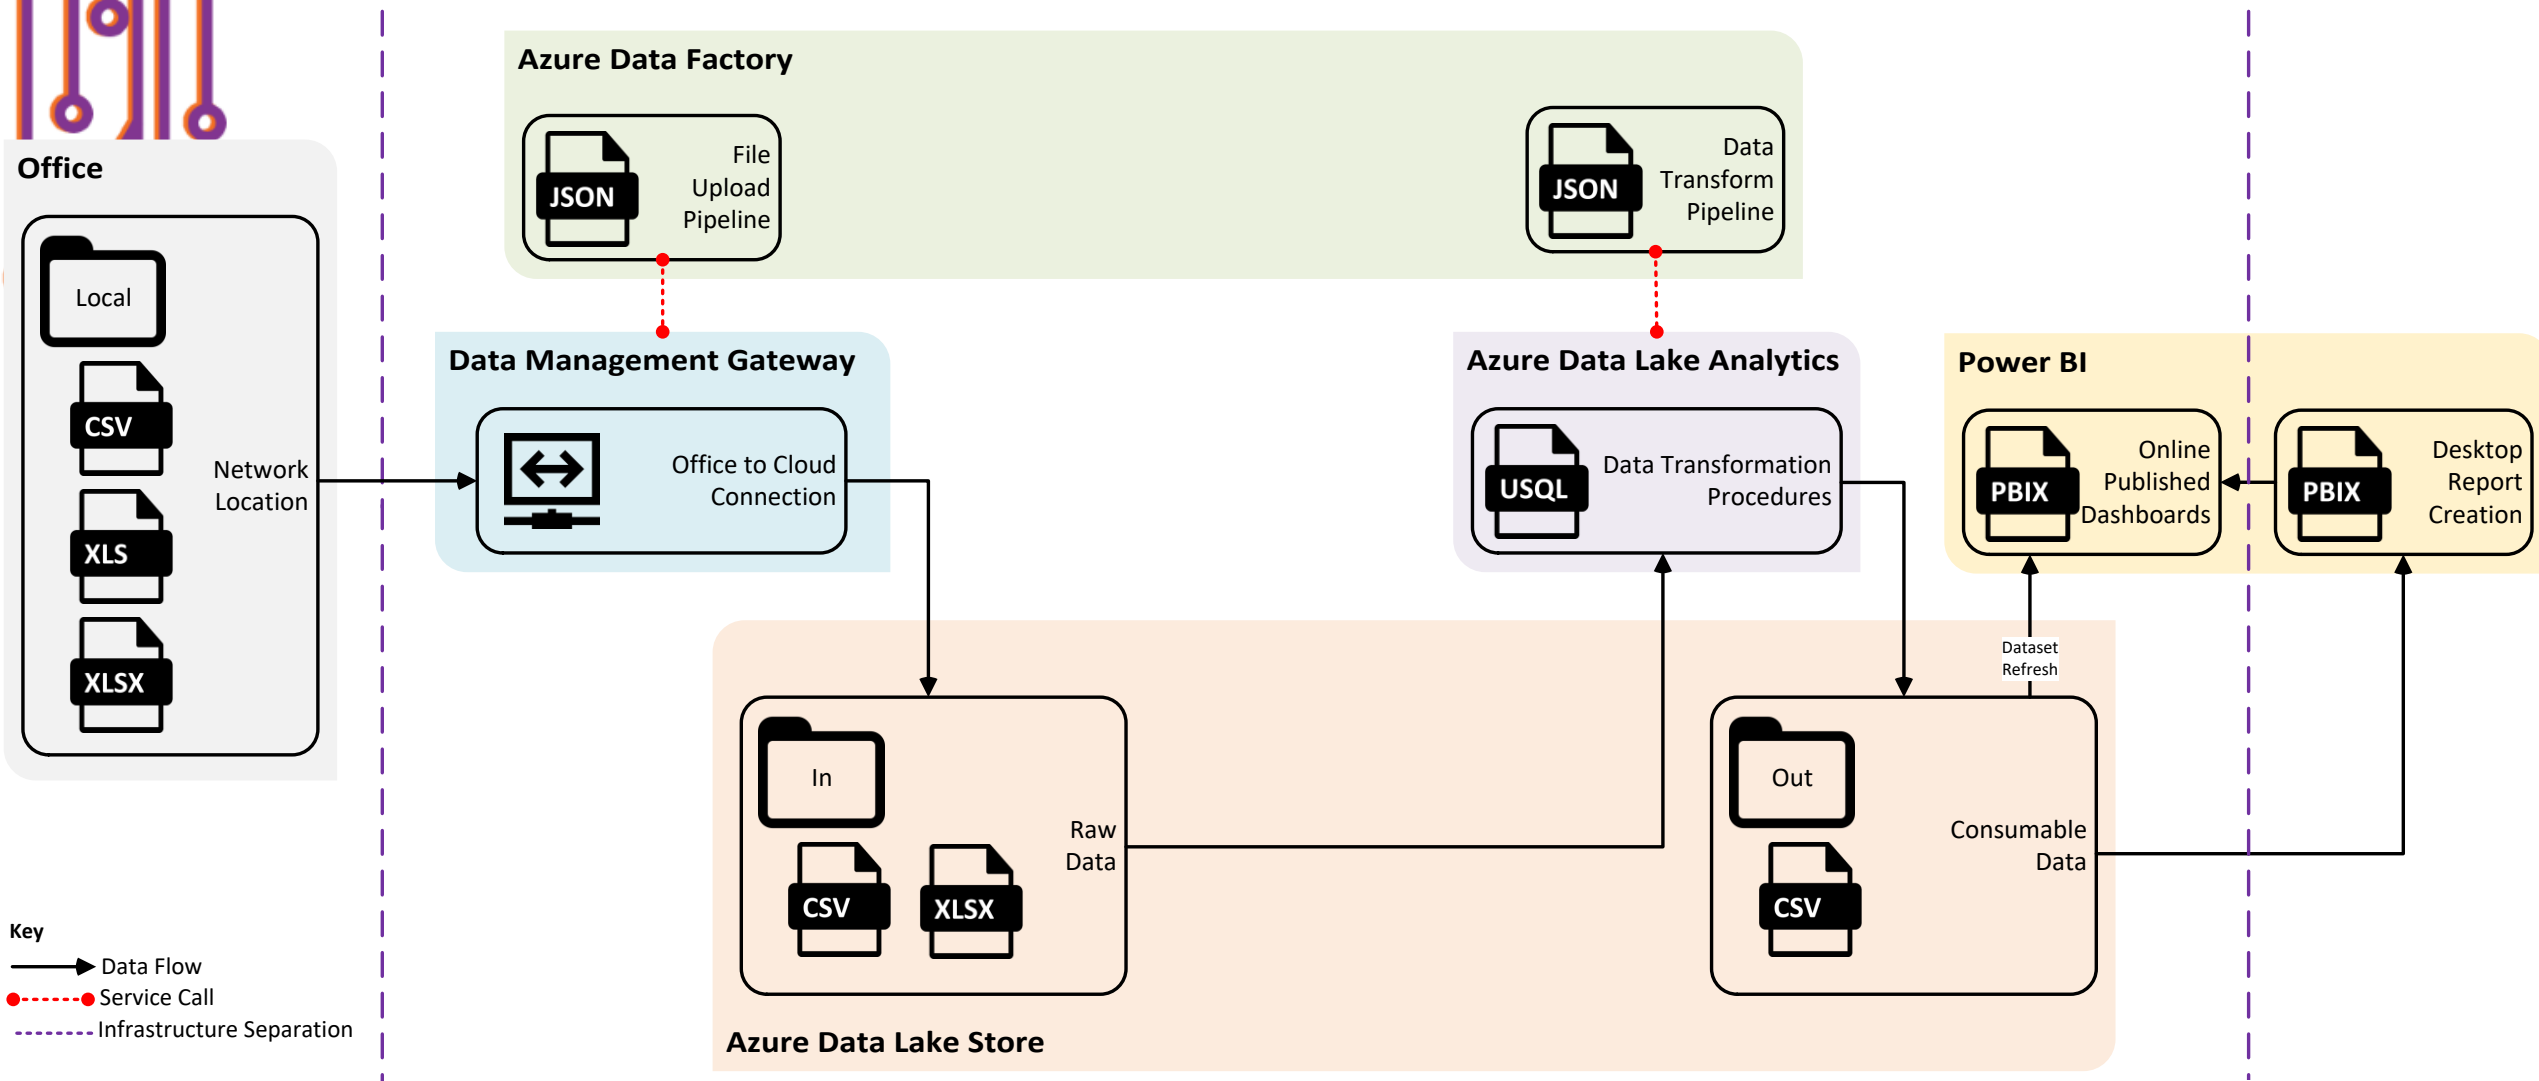 Azure Data Factory
JSON
File
Upload
Pipeline
JSON
Data
Transform
Pipeline
Office
Local
CSV
XLS
XLSX
Network
Location
Data Management Gateway
Office to Cloud
Connection
Azure Data Lake Analytics
USQL
Data Transformation
Procedures
Power BI
PBIX
Online
Published
Dashboards
PBIX
Desktop
Report
Creation
Dataset
Refresh
In
CSV
XLSX
Raw
Data
Out
CSV
Consumable
Data
Azure Data Lake Store
Key
Data Flow
Service Call
Infrastructure Separation